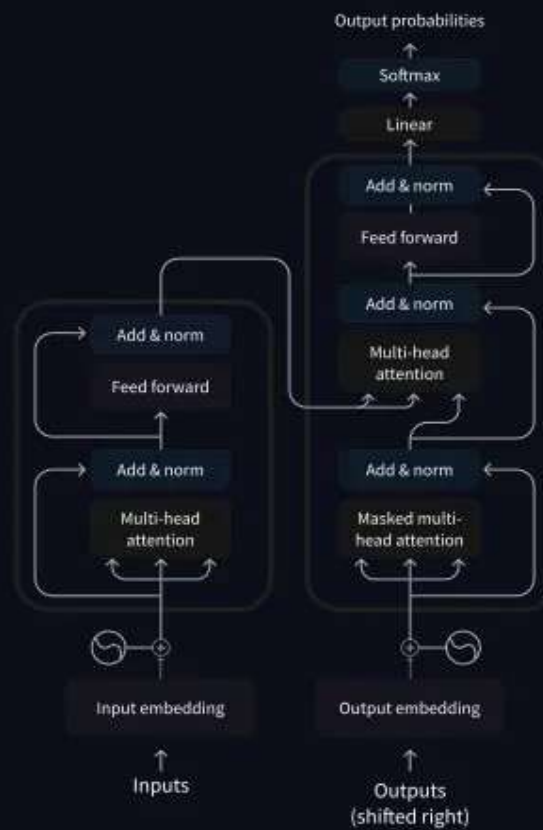 Output probabilities
Softmax
Linear
Add & norm
Feed forward
Add & norm
Multi-head
attention
Add & norm
Masked multi-
head attention
Output embedding
Outputs
(shifted right)
Add & norm
Feed forward
Add & norm
Multi-head
attention
Input embedding
Inputs